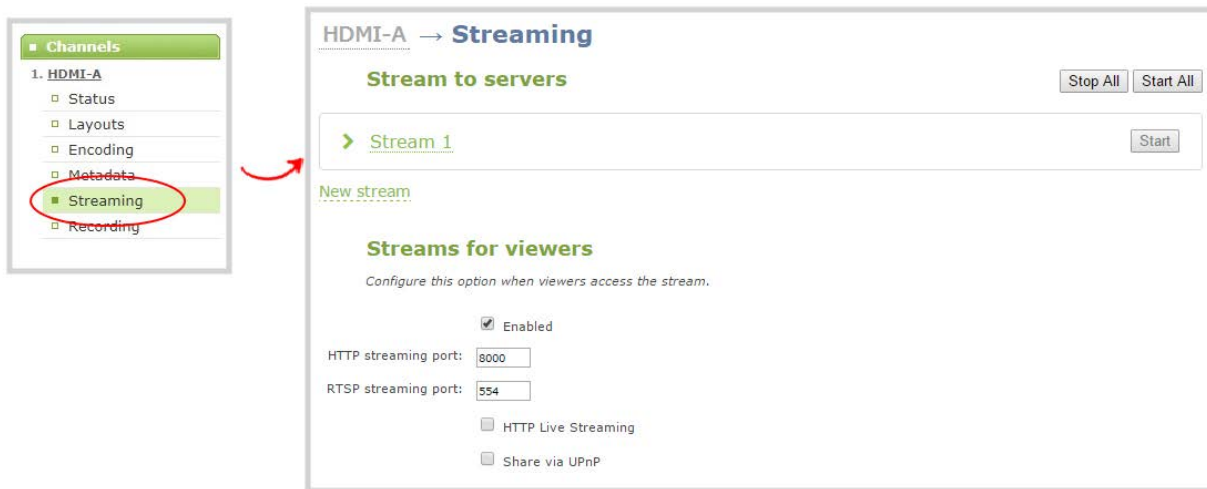 Channels
1. HDMI-A
Status
Layouts
Encoding
Metadata
Streaming
Recording
HDMI-A → Streaming
Stream to servers
Stop All Start All
Stream 1 Start
New stream
Streams for viewers
Configure this option when viewers access the stream.
Enabled
HTTP streaming port: 8000
RTSP streaming port: 554
HTTP Live Streaming
Share via UPnP